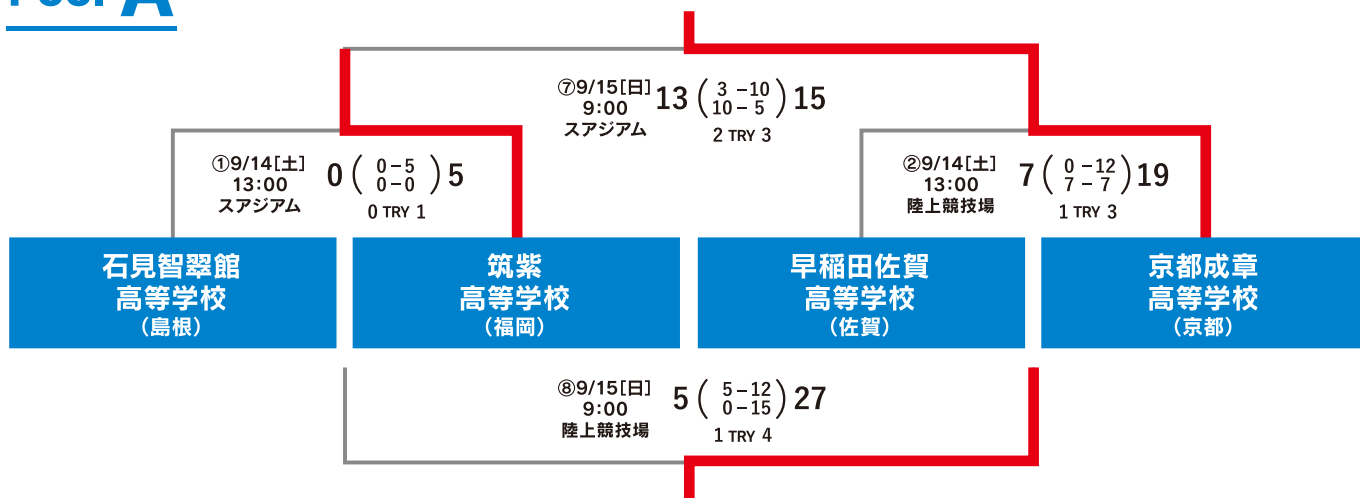 Pool A
⑦9/15[日]
9:00
スアジアム
13 ( 3 – 10 ) 15
10 – 5
2 TRY 3
①9/14[土]
13:00
スアジアム
0 ( 0 – 5 ) 5
0 – 0
0 TRY 1
②9/14[土]
13:00
陸上競技場
7 ( 0 – 12 ) 19
7 – 7
1 TRY 3
石見智翠館
高等学校
(島根)
筑紫
高等学校
(福岡)
早稲田佐賀
高等学校
(佐賀)
京都成章
高等学校
(京都)
⑧9/15[日]
9:00
陸上競技場
5 ( 5 – 12 ) 27
0 – 15
1 TRY 4